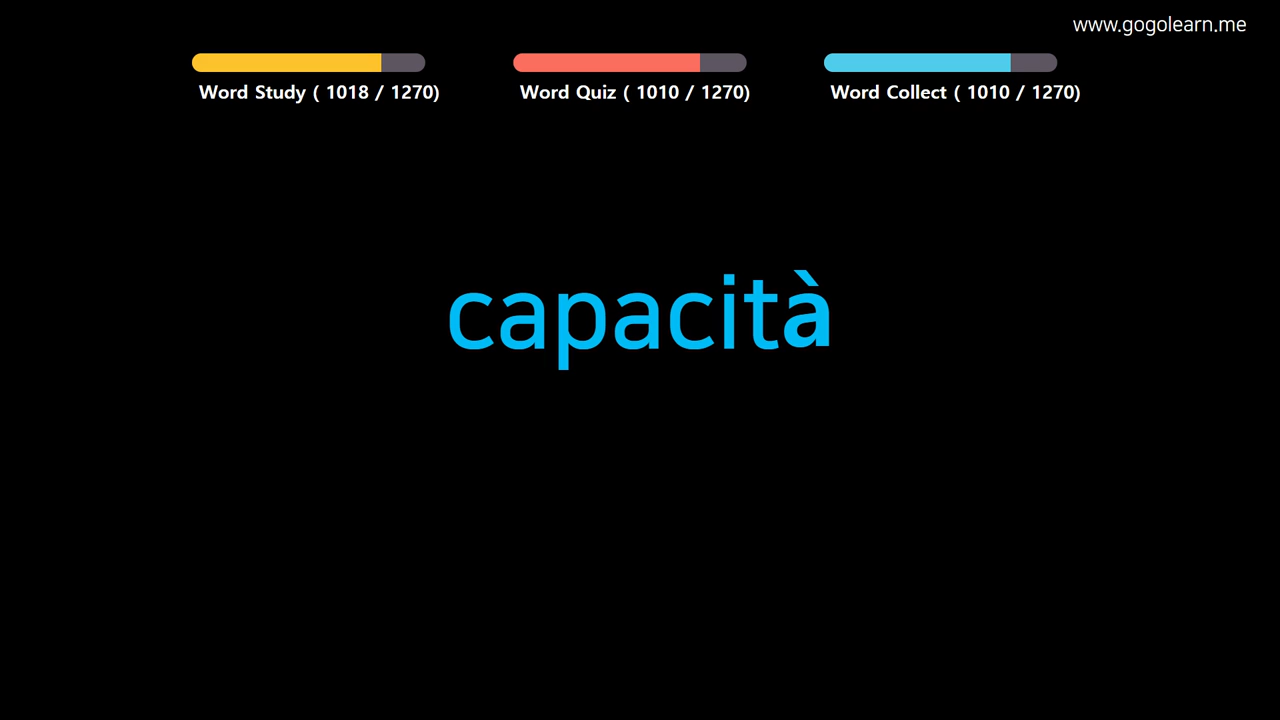 www.gogolearn.me
Word Study ( 1018 / 1270)
Word Quiz ( 1010 / 1270)
Word Collect ( 1010 / 1270)
capacità